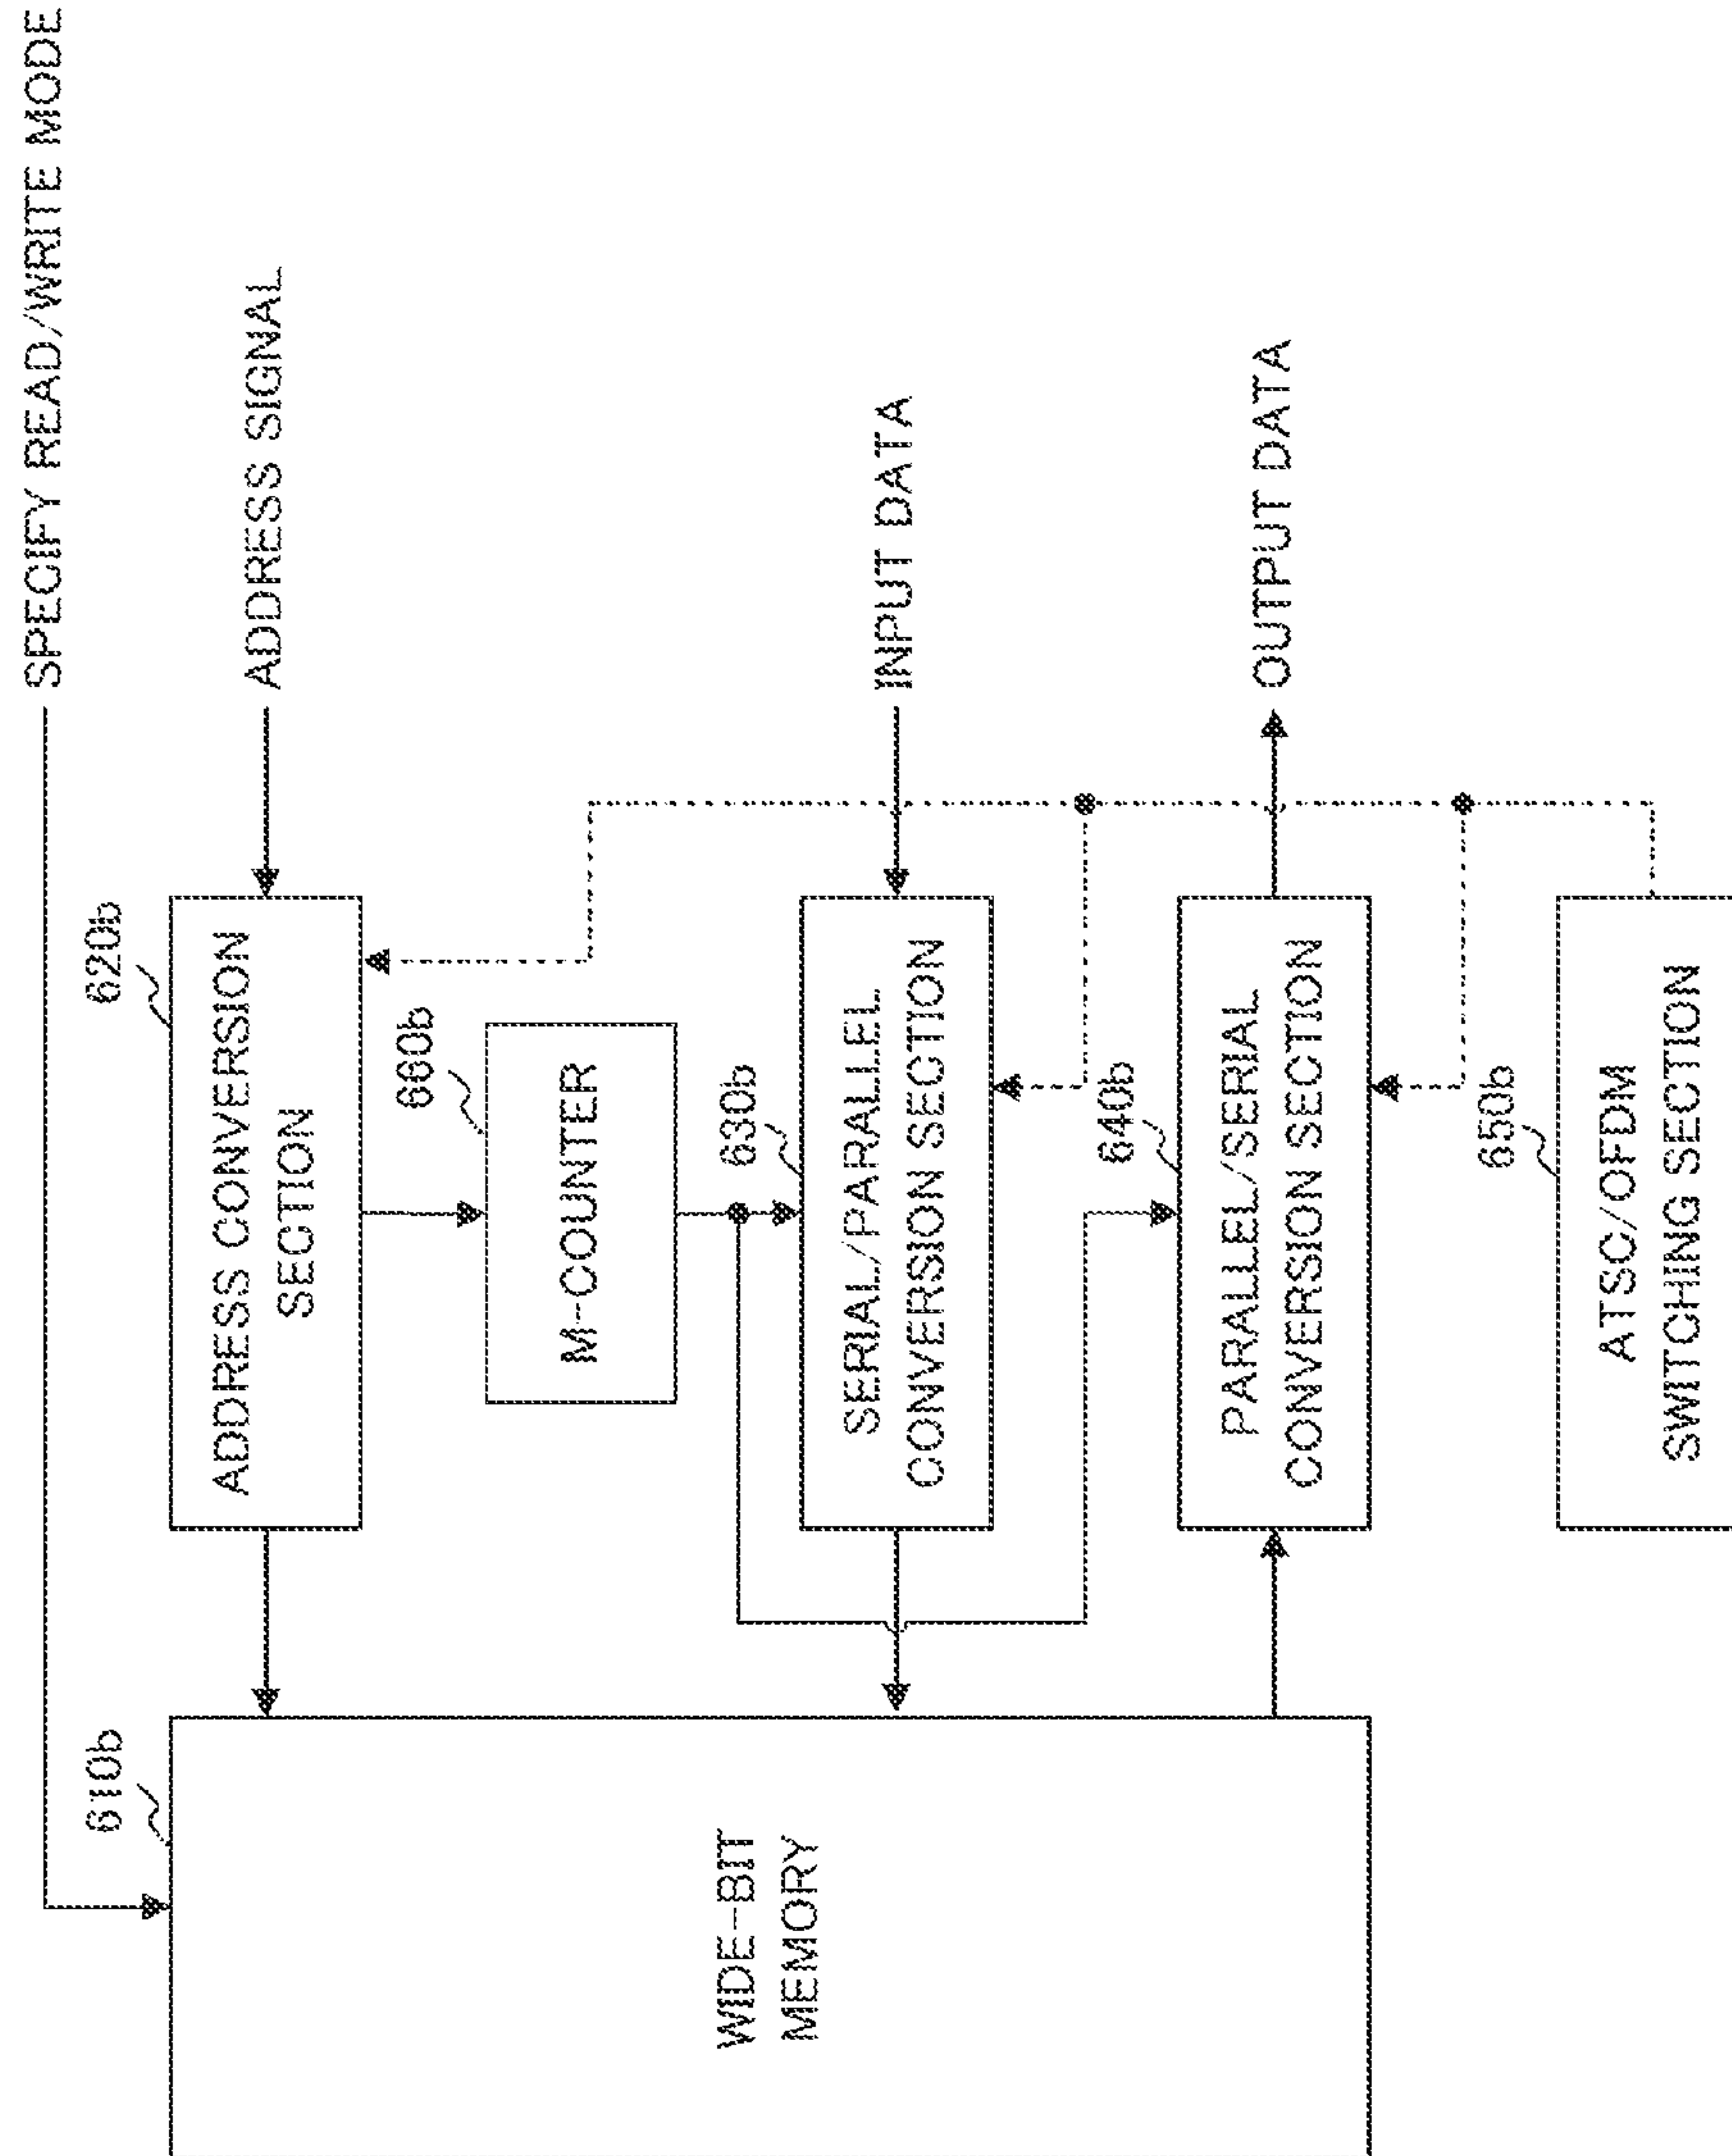 SPECIFY READ/WRITE MODE
ADDRESS SIGNAL
INPUT DATA
OUTPUT DATA
620b
ADDRESS CONVERSION
SECTION
660b
M-COUNTER
630b
SERIAL/PARALLEL
CONVERSION SECTION
640b
PARALLEL/SERIAL
CONVERSION SECTION
650b
ATSC/OFDM
SWITCHING SECTION
610b
WIDE-BIT
MEMORY